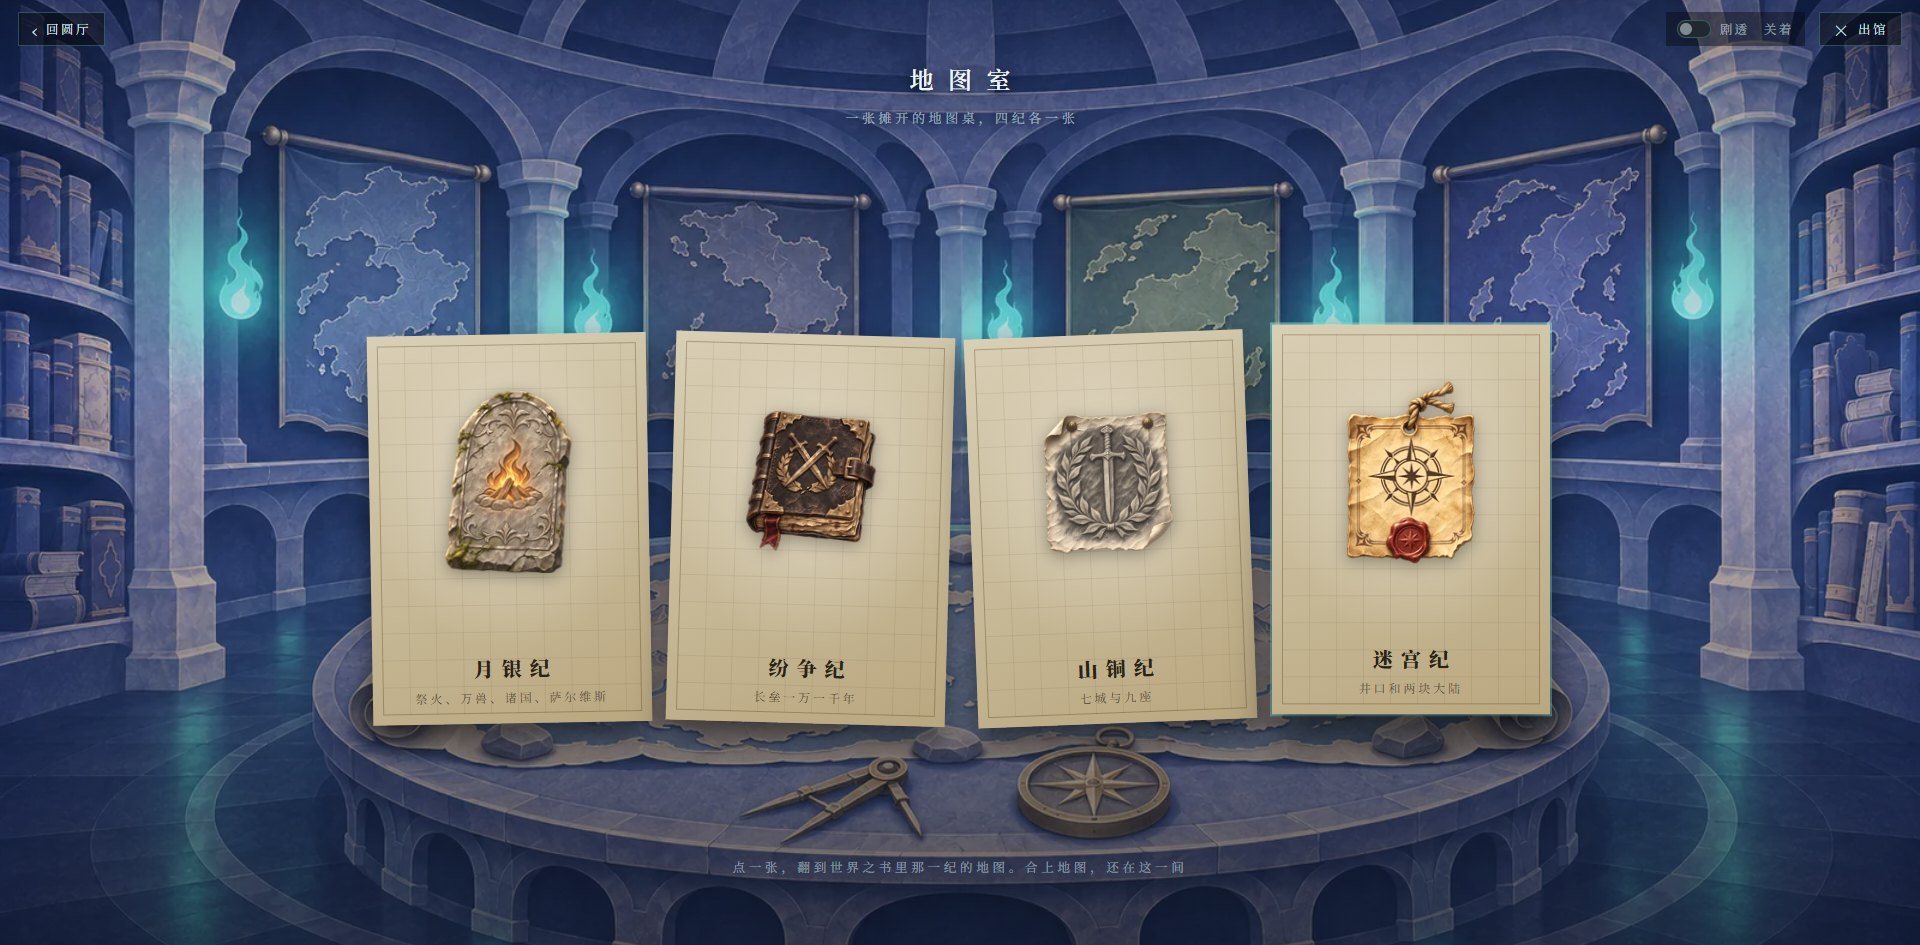 ‹ 回圆厅
剧透 关着
× 出馆
地图室
一张摊开的地图桌，四纪各一张
月银纪
祭火、万兽、诸国、萨尔维斯
纷争纪
长垒一万一千年
山铜纪
七城与九座
迷宫纪
井口和两块大陆
点一张，翻到世界之书里那一纪的地图。合上地图，还在这一间